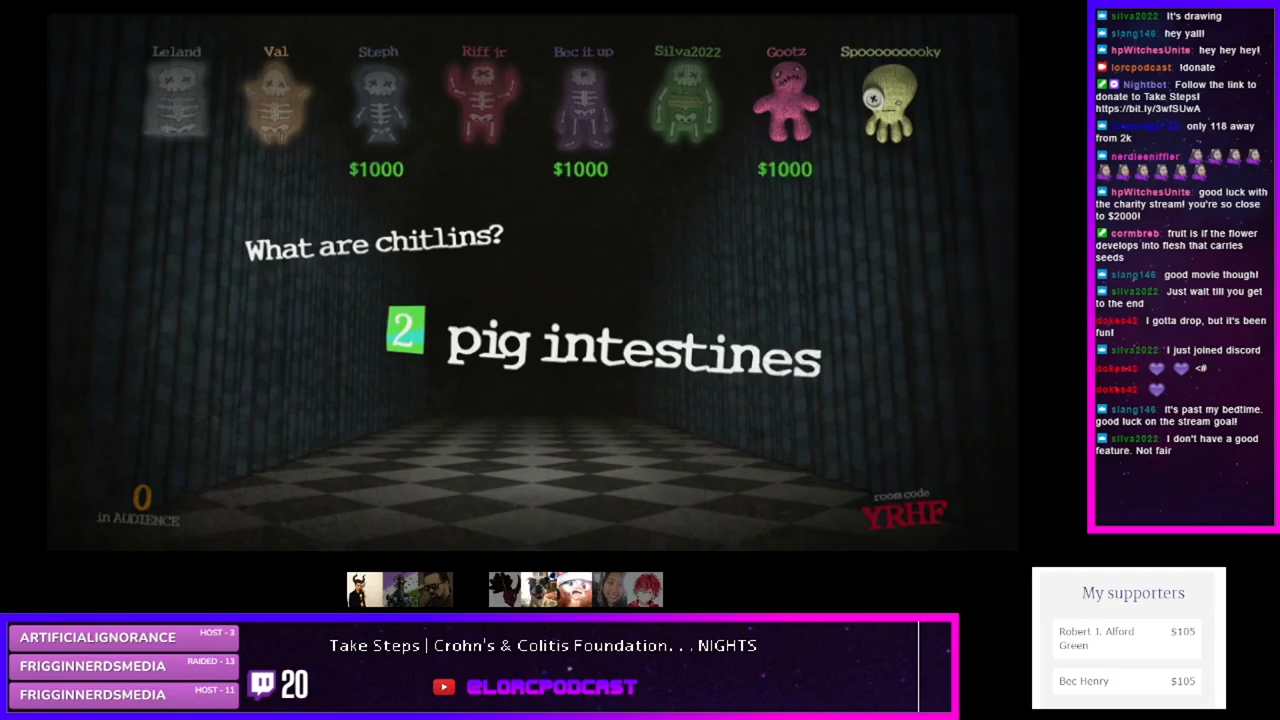 Leland
Val
Steph
Riff jr
Bec it up
Silva2022
Gootz
Spooooooooky
$1000
$1000
$1000
What are chitlins?
2 pig intestines
0
in AUDIENCE
room code
YRHF
silva2022: It's drawing
slang146: hey yall!
hpWitchesUnite: hey hey hey!
lorcpodcast: !donate
Nightbot: Follow the link to
donate to Take Steps!
https://bit.ly/3wfSUwA
only 118 away
from 2k
nerdieeniffler
hpWitchesUnite: good luck with
the charity stream! you're so close
to $2000!
cormbreb: fruit is if the flower
develops into flesh that carries
seeds
slang146: good movie though!
silva2022: Just wait till you get
to the end
dokes42: I gotta drop, but it's been
fun!
silva2022: I just joined discord
dokes42: <#
dokes42:
slang146: it's past my bedtime.
good luck on the stream goal!
silva2022: I don't have a good
feature. Not fair
ARTIFICIALIGNORANCE HOST - 3
FRIGGINNERDSMEDIA RAIDED - 13
FRIGGINNERDSMEDIA HOST - 11
20
Take Steps | Crohn's & Colitis Foundation. . . NIGHTS
@LORCPODCAST
My supporters
Robert J. Alford
Green
$105
Bec Henry $105